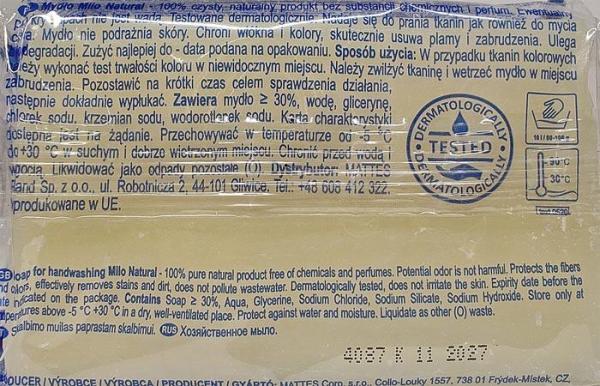 Mydło Milo Natural - 100% czysty, naturalny produkt bez substancji chemicznych i perfum. Ewentualny
nie jest wadą. Testowane dermatologicznie. Nadaje się do prania tkanin jak również do mycia
Mydło nie podrażnia skóry. Chroni włókna i kolory, skutecznie usuwa plamy i zabrudzenia. Ulega
biodegradacji. Zużyć najlepiej do - data podana na opakowaniu. Sposób użycia: W przypadku tkanin kolorowych
należy wykonać test trwałości koloru w niewidocznym miejscu. Należy zwilżyć tkaninę i wetrzeć mydło w miejscu
zabrudzenia. Pozostawić na krótki czas celem sprawdzenia działania,
następnie dokładnie wypłukać. Zawiera mydło ≥ 30%, wodę, glicerynę,
chlorek sodu, krzemian sodu, wodorotlenek sodu. Karta charakterystyki
dostępna jest na żądanie. Przechowywać w temperaturze od -5 °C
do +30 °C w suchym i dobrze wietrzonym miejscu. Chronić przed wodą i
wilgocią. Likwidować jako odpady pozostałe (O). Dystrybutor: MATTES
land Sp. z o.o., ul. Robotnicza 2, 44-101 Gliwice, Tel.: +48 608 412 322.
Wyprodukowane w UE.
DERMATOLOGICALLY
TESTED
DERMATOLOGICALLY
90°C
30°C
GB Soap for handwashing Milo Natural - 100% pure natural product free of chemicals and perfumes. Potential odor is not harmful. Protects the fibers
and colors, effectively removes stains and dirt, does not pollute wastewater. Dermatologically tested, does not irritate the skin. Expirity date before the
date indicated on the package. Contains Soap ≥ 30%, Aqua, Glycerine, Sodium Chloride, Sodium Silicate, Sodium Hydroxide. Store only at
temperatures above -5 °C +30 °C in a dry, well-ventilated place. Protect against water and moisture. Liquidate as other (O) waste.
Skalbimo muilas paprastam skalbimui. RUS Хозяйственное мыло.
4087 K 11 2027
PRODUCER / VÝROBCE / VÝROBCA / PRODUCENT / GYÁRTÓ: MATTES Corp. s.r.o., Collo-Louky 1557, 738 01 Frýdek-Místek, CZ,